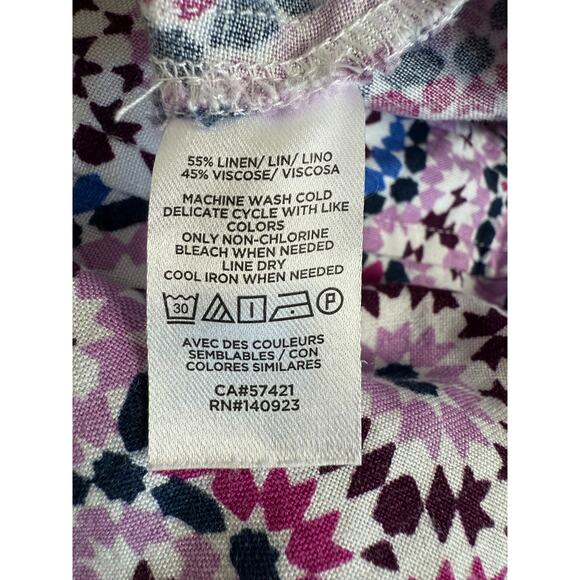 55% LINEN/ LIN/ LINO
45% VISCOSE/ VISCOSA
MACHINE WASH COLD
DELICATE CYCLE WITH LIKE
COLORS
ONLY NON-CHLORINE
BLEACH WHEN NEEDED
LINE DRY
COOL IRON WHEN NEEDED
30 P
AVEC DES COULEURS
SEMBLABLES / CON
COLORES SIMILARES
CA#57421
RN#140923